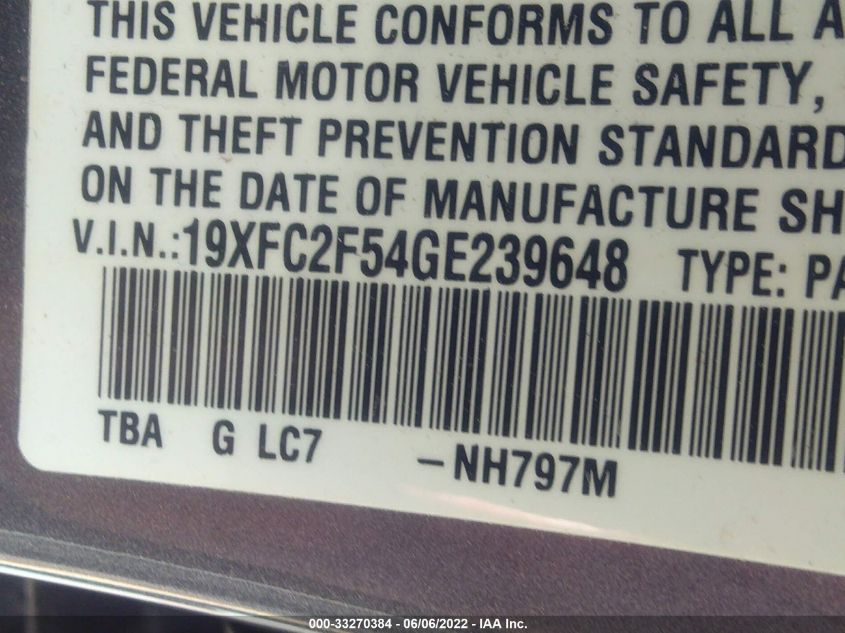 THIS VEHICLE CONFORMS TO ALL A
FEDERAL MOTOR VEHICLE SAFETY,
AND THEFT PREVENTION STANDARD
ON THE DATE OF MANUFACTURE SH
V.I.N.:19XFC2F54GE239648 TYPE: PA
TBA G LC7 -NH797M
000-33270384 - 06/06/2022 - IAA Inc.